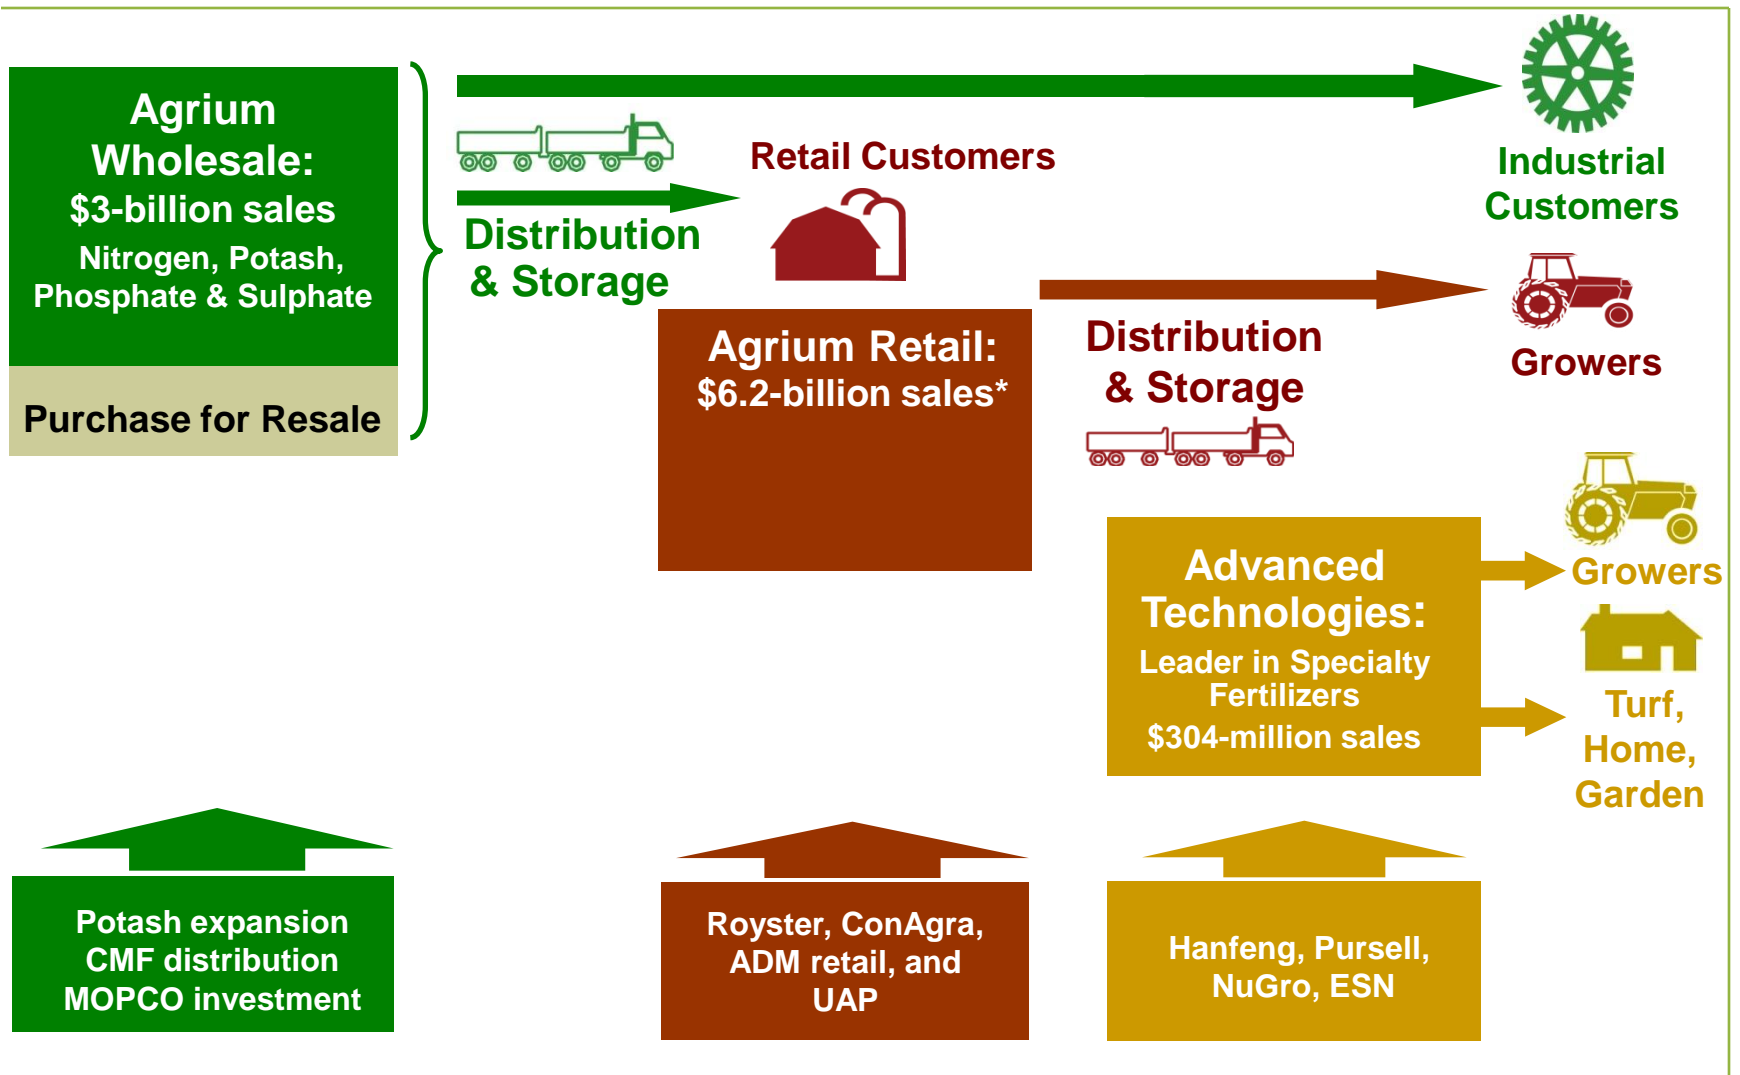 Agrium
Wholesale:
$3-billion sales
Nitrogen, Potash,
Phosphate & Sulphate
Purchase for Resale
Distribution
& Storage
Retail Customers
Industrial
Customers
Agrium Retail:
$6.2-billion sales*
Distribution
& Storage
Growers
Advanced
Technologies:
Leader in Specialty
Fertilizers
$304-million sales
Growers
Turf,
Home,
Garden
Potash expansion
CMF distribution
MOPCO investment
Royster, ConAgra,
ADM retail, and
UAP
Hanfeng, Pursell,
NuGro, ESN